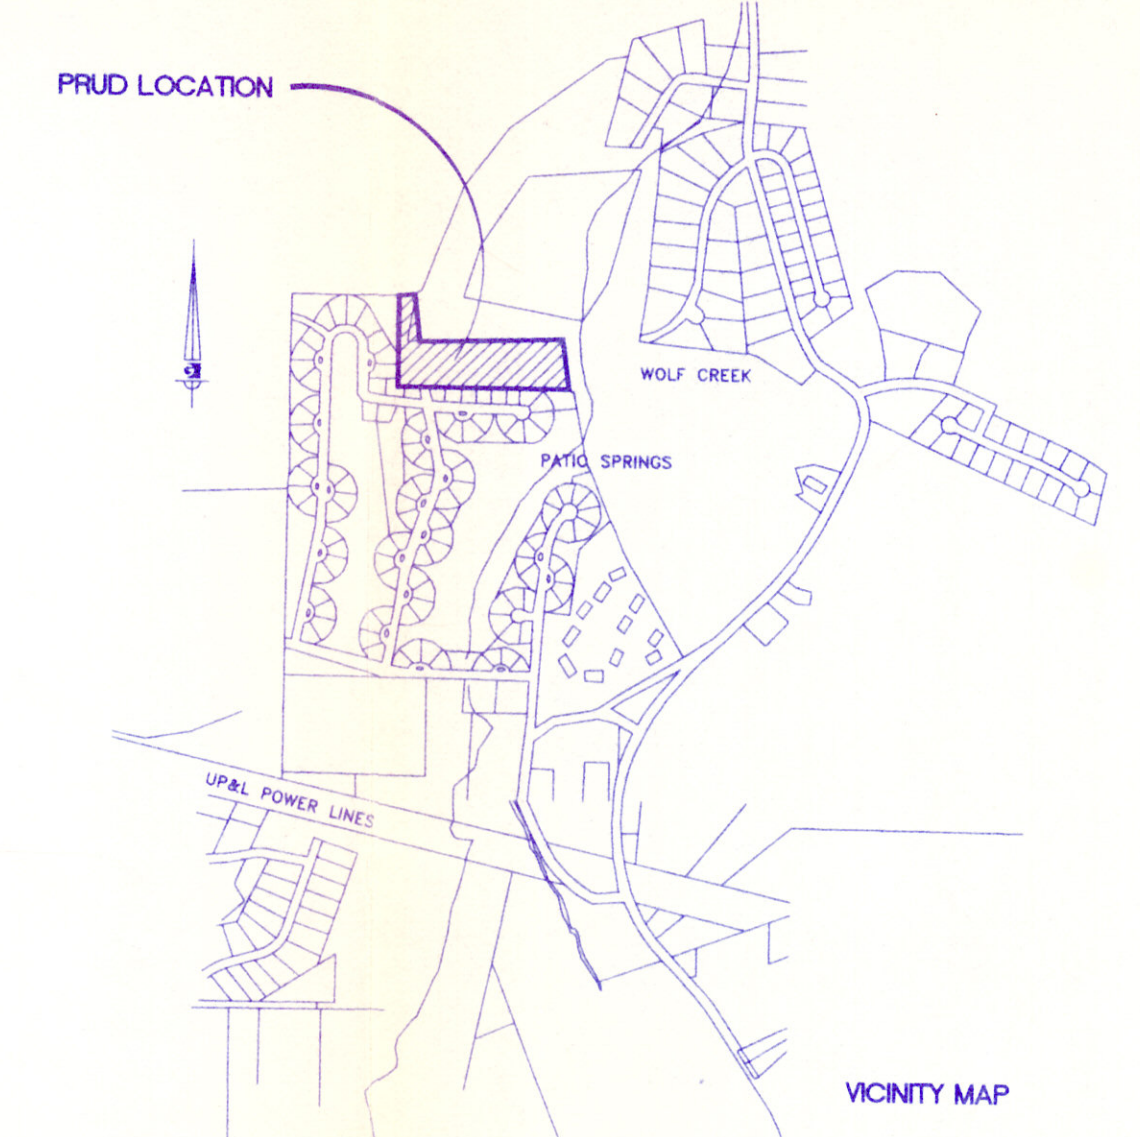 PRUD LOCATION
WOLF CREEK
PATIO SPRINGS
UP&L POWER LINES
VICINITY MAP